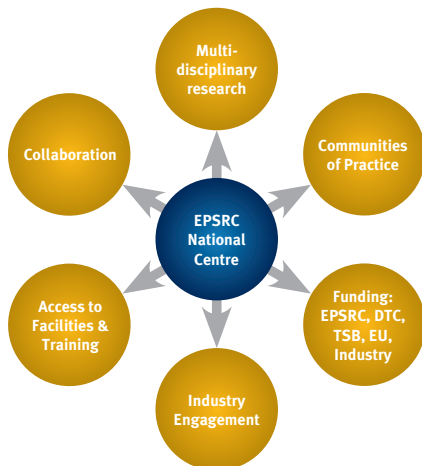 Multi-
disciplinary
research
Collaboration
Communities
of Practice
EPSRC
National
Centre
Access to
Facilities &
Training
Funding:
EPSRC, DTC,
TSB, EU,
Industry
Industry
Engagement